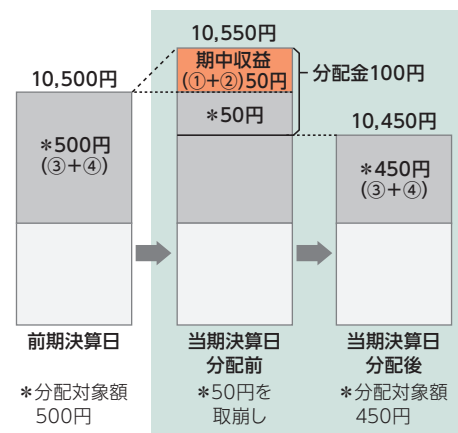 10,500円
*500円
(③+④)
前期決算日
*分配対象額
500円
10,550円
期中収益
(①+②)50円
*50円
分配金100円
当期決算日
分配前
*50円を
取崩し
10,450円
*450円
(③+④)
当期決算日
分配後
*分配対象額
450円